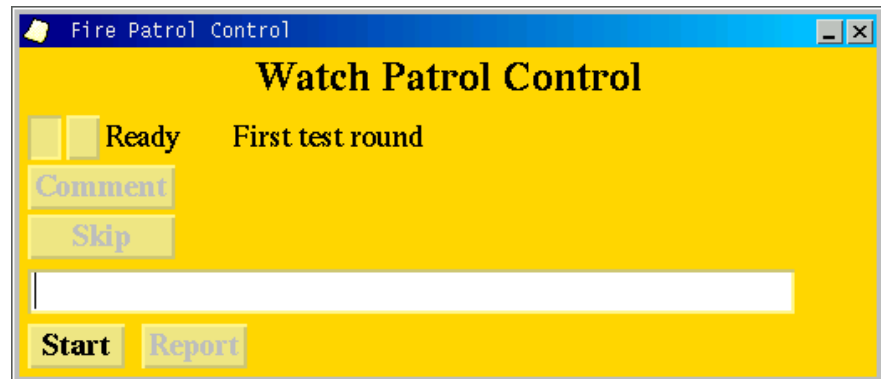 Fire Patrol Control
Watch Patrol Control
Ready First test round
Comment
Skip
Start Report